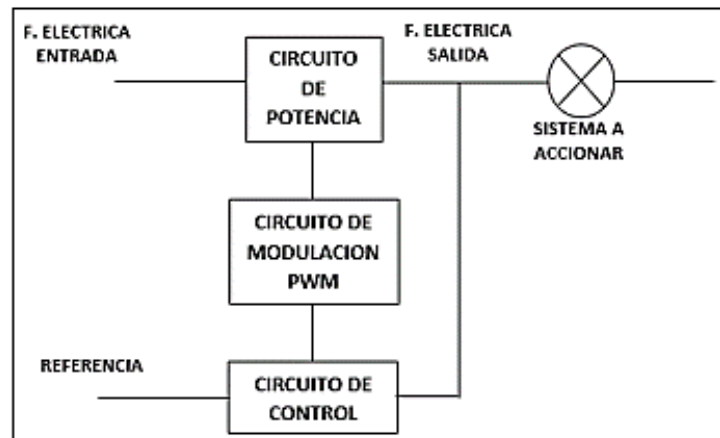 F. ELECTRICA
ENTRADA
F. ELECTRICA
SALIDA
CIRCUITO
DE
POTENCIA
SISTEMA A
ACCIONAR
CIRCUITO DE
MODULACION
PWM
REFERENCIA
CIRCUITO DE
CONTROL